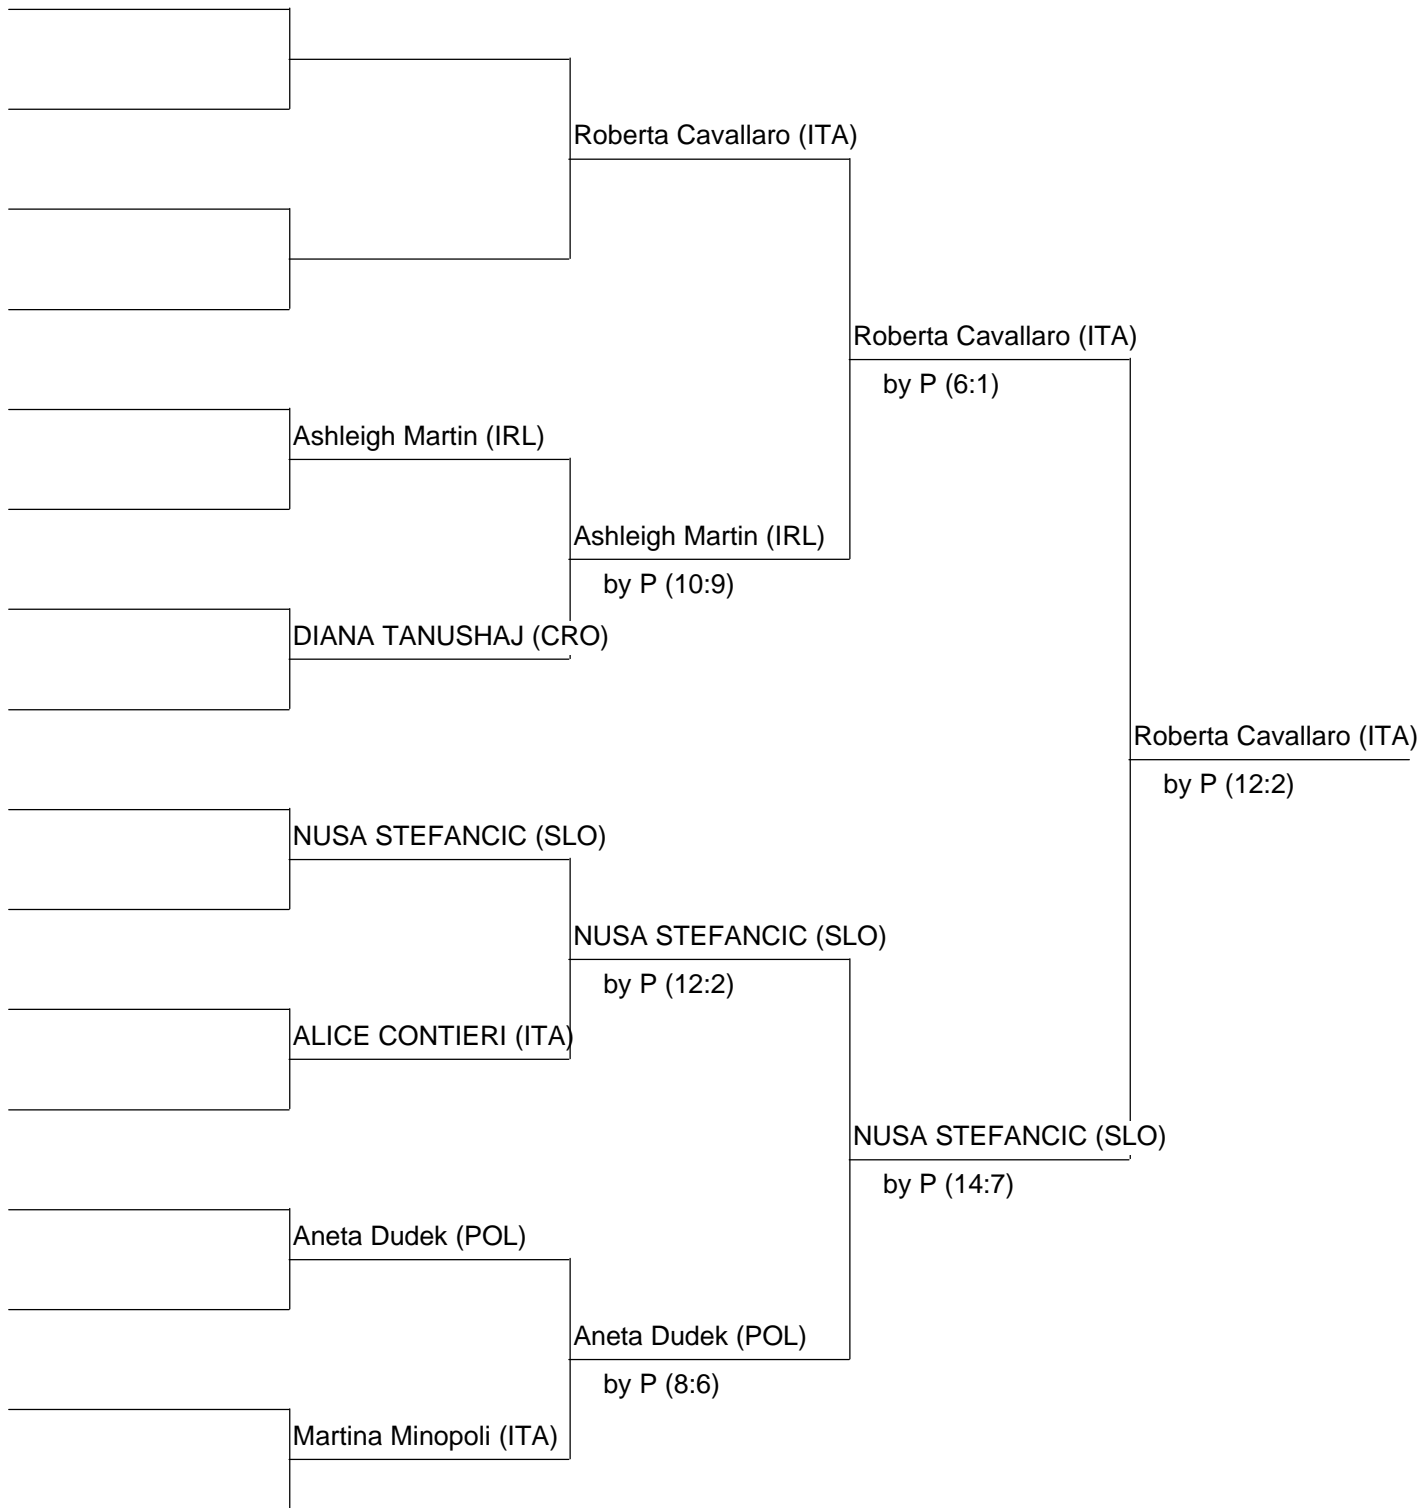 Roberta Cavallaro (ITA)
Roberta Cavallaro (ITA)
by P (6:1)
Ashleigh Martin (IRL)
Ashleigh Martin (IRL)
by P (10:9)
DIANA TANUSHAJ (CRO)
Roberta Cavallaro (ITA)
by P (12:2)
NUSA STEFANCIC (SLO)
NUSA STEFANCIC (SLO)
by P (12:2)
ALICE CONTIERI (ITA)
NUSA STEFANCIC (SLO)
by P (14:7)
Aneta Dudek (POL)
Aneta Dudek (POL)
by P (8:6)
Martina Minopoli (ITA)